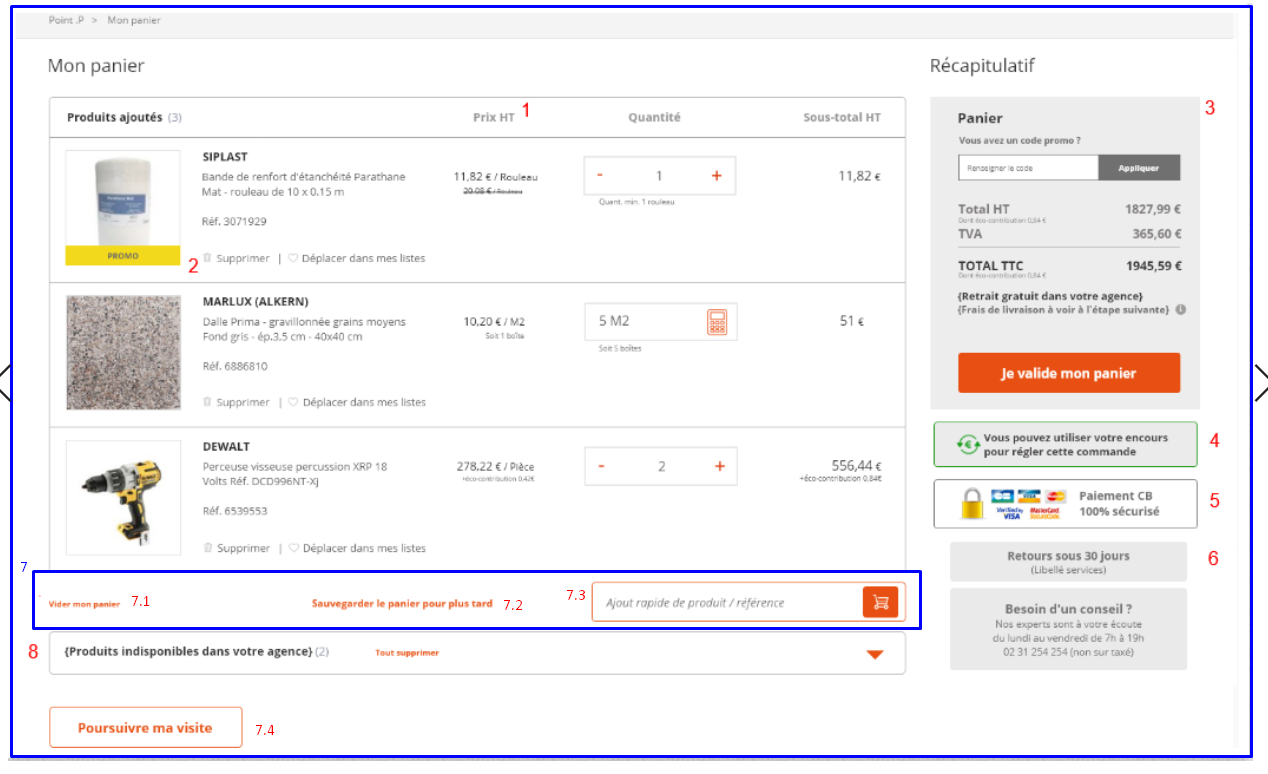 Point .P > Mon panier
Mon panier
Produits ajoutés (3) Prix HT 1 Quantité Sous-total HT
SIPLAST
Bande de renfort d'étanchéité Parathane
Mat - rouleau de 10 x 0.15 m
Réf. 3071929
11,82 € / Rouleau
20.08 € / Rouleau
- 1 +
Quant. min. 1 rouleau
11,82 €
PROMO
2
Supprimer | Déplacer dans mes listes
MARLUX (ALKERN)
Dalle Prima - gravillonnée grains moyens
Fond gris - ép.3.5 cm - 40x40 cm
Réf. 6886810
10,20 € / M2
Soit 1 boîte
5 M2
Soit 5 boîtes
51 €
Supprimer | Déplacer dans mes listes
DEWALT
Perceuse visseuse percussion XRP 18
Volts Réf. DCD996NT-XJ
Réf. 6539553
278,22 € / Pièce
+éco-contribution 0,42€
- 2 +
556,44 €
+éco-contribution 0,84€
Supprimer | Déplacer dans mes listes
7
Vider mon panier 7.1
Sauvegarder le panier pour plus tard 7.2
7.3 Ajout rapide de produit / référence
8 {Produits indisponibles dans votre agence} (2) Tout supprimer
Poursuivre ma visite 7.4
Récapitulatif
3
Panier
Vous avez un code promo ?
Renseigner le code Appliquer
Total HT 1827,99 €
Dont éco-contribution 0,84 €
TVA 365,60 €
TOTAL TTC 1945,59 €
Dont éco-contribution 0,84 €
{Retrait gratuit dans votre agence}
{Frais de livraison à voir à l'étape suivante}
Je valide mon panier
Vous pouvez utiliser votre encours 4
pour régler cette commande
Paiement CB 5
100% sécurisé
Verified by
VISA
MasterCard
Retours sous 30 jours 6
(Libellé services)
Besoin d'un conseil ?
Nos experts sont à votre écoute
du lundi au vendredi de 7h à 19h
02 31 254 254 (non sur taxé)